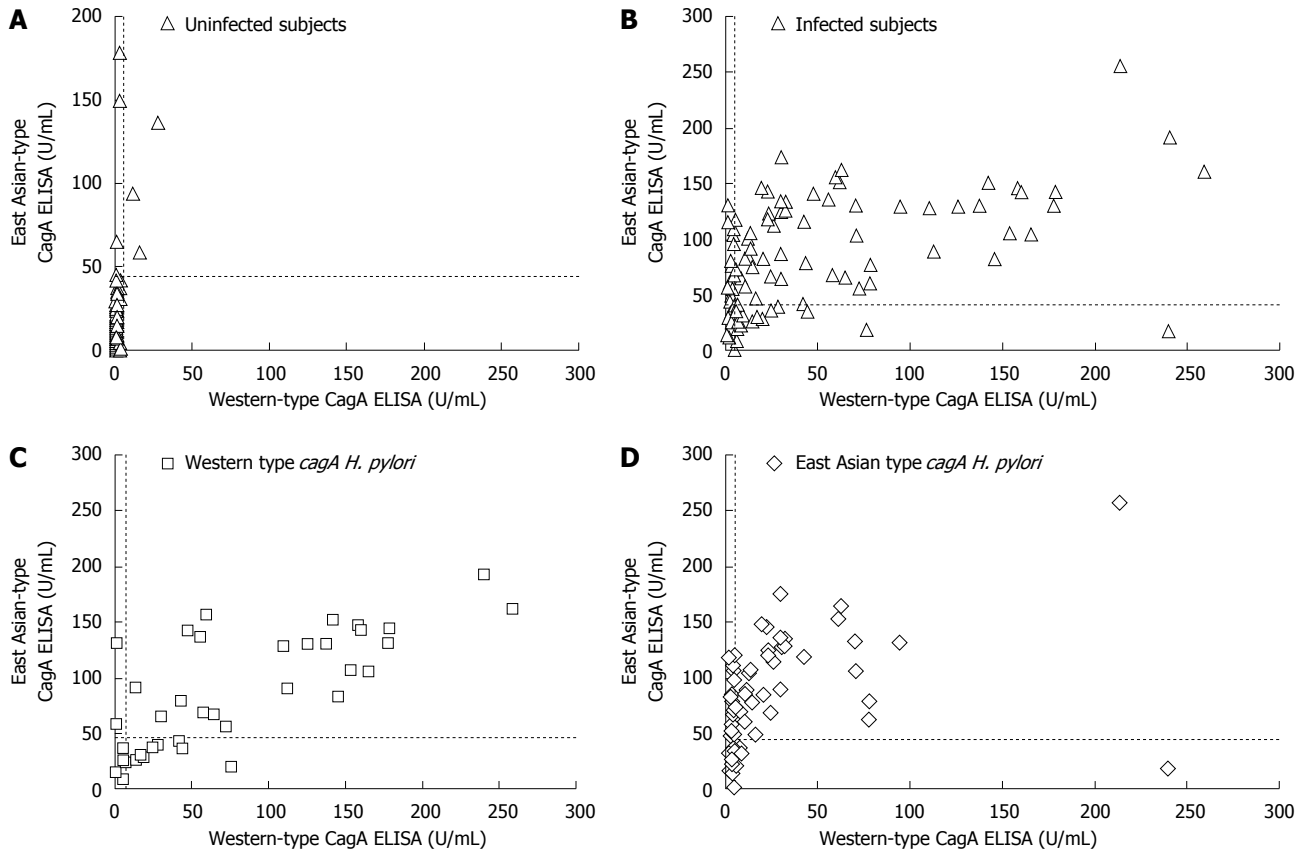 A
Uninfected subjects
East Asian-type
CagA ELISA (U/mL)
200
150
100
50
0
0 50 100 150 200 250 300
Western-type CagA ELISA (U/mL)
B
Infected subjects
East Asian-type
CagA ELISA (U/mL)
300
250
200
150
100
50
0
0 50 100 150 200 250 300
Western-type CagA ELISA (U/mL)
C
Western type cagA H. pylori
East Asian-type
CagA ELISA (U/mL)
300
250
200
150
100
50
0
0 50 100 150 200 250 300
Western-type CagA ELISA (U/mL)
D
East Asian type cagA H. pylori
East Asian-type
CagA ELISA (U/mL)
300
250
200
150
100
50
0
0 50 100 150 200 250 300
Western-type CagA ELISA (U/mL)